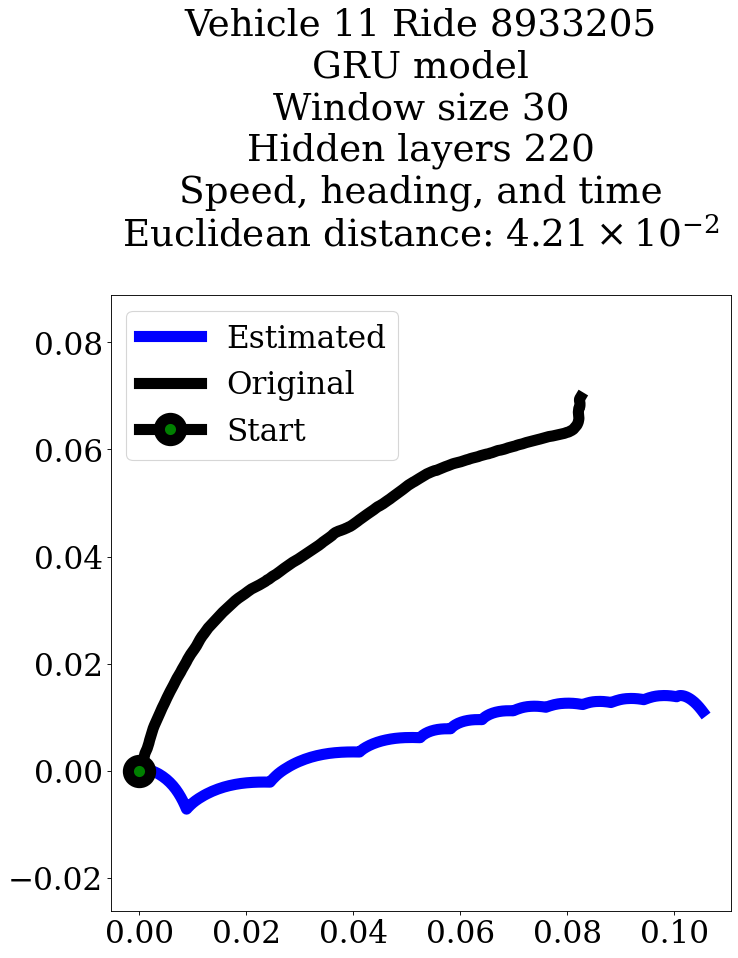 Vehicle 11 Ride 8933205
GRU model
Window size 30
Hidden layers 220
Speed, heading, and time
Euclidean distance: 4.21 × 10⁻²
Estimated
Original
Start
0.08
0.06
0.04
0.02
0.00
−0.02
0.00 0.02 0.04 0.06 0.08 0.10